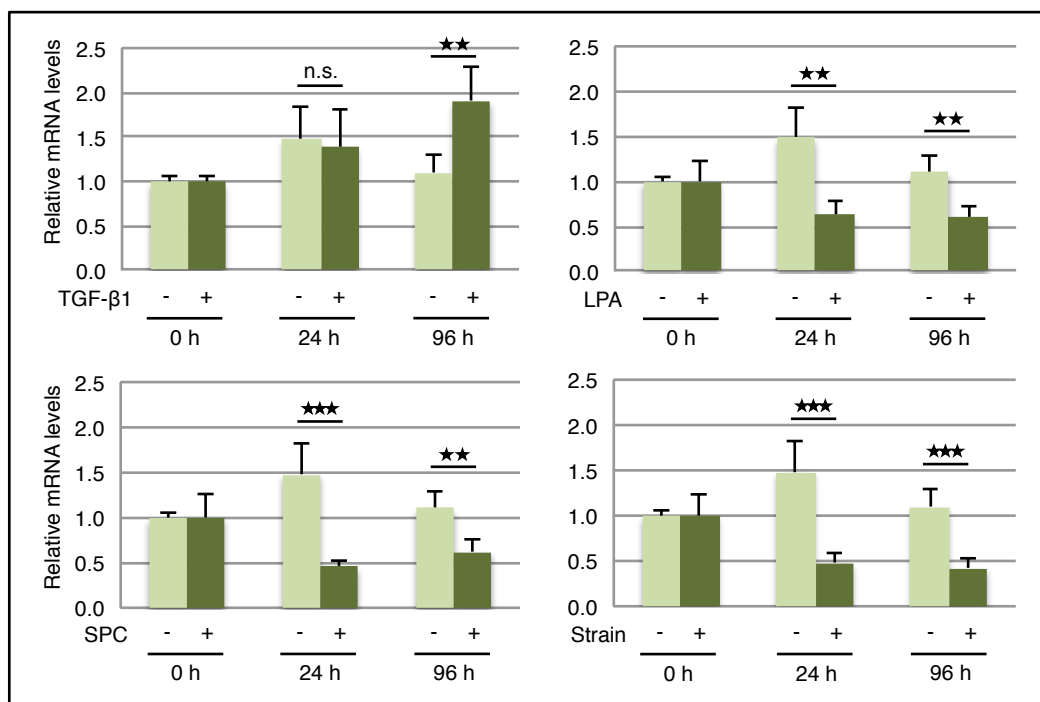 Relative mRNA levels
2.5
2.0
1.5
1.0
0.5
0.0
n.s.
★★
TGF-β1 - + - + - +
0 h 24 h 96 h
2.5
2.0
1.5
1.0
0.5
0.0
★★
★★
LPA - + - + - +
0 h 24 h 96 h
Relative mRNA levels
2.5
2.0
1.5
1.0
0.5
0.0
★★★
★★
SPC - + - + - +
0 h 24 h 96 h
2.5
2.0
1.5
1.0
0.5
0.0
★★★
★★★
Strain - + - + - +
0 h 24 h 96 h